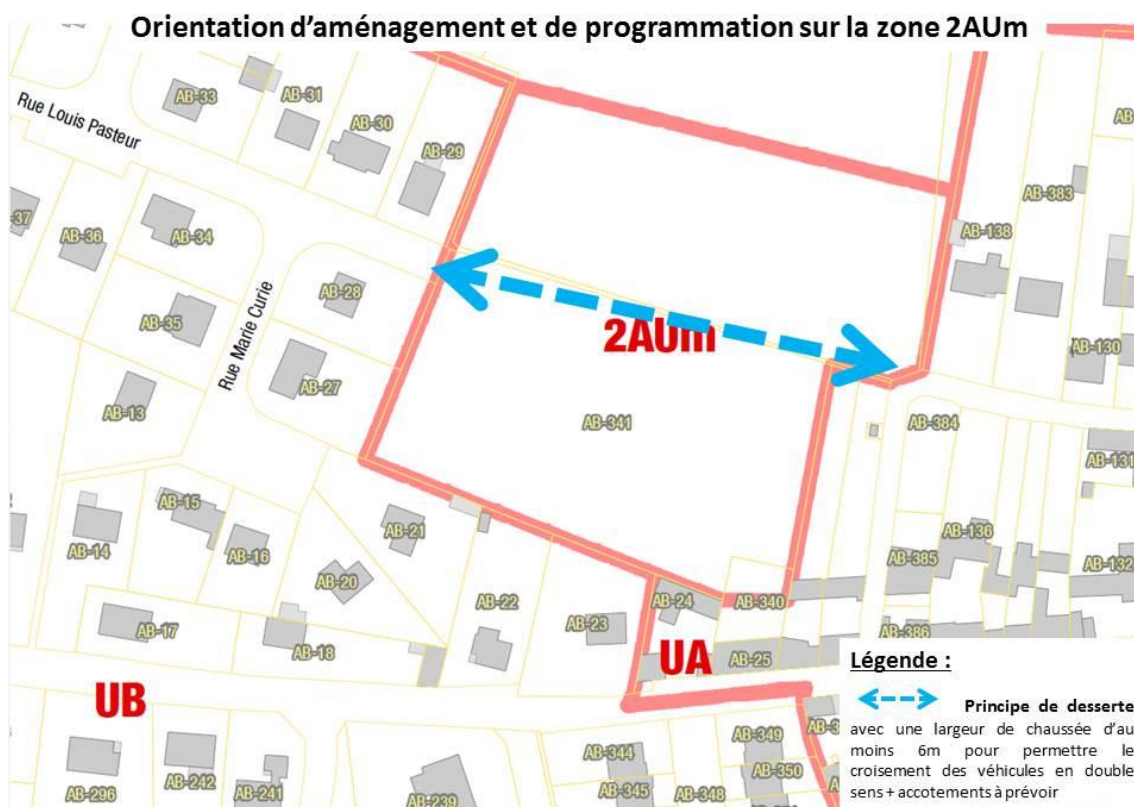 Orientation d'aménagement et de programmation sur la zone 2AUm
Rue Louis Pasteur
AB-33
AB-31
AB-30
AB-29
AB
AB-383
AB-138
37
AB-36
AB-34
AB-28
AB-35
Rue Marie Curie
2AUm
AB-130
AB-27
AB-13
AB-341
AB-384
AB-131
AB-15
AB-14
AB-16
AB-21
AB-136
AB-385
AB-132
AB-20
AB-22
AB-24
AB-340
AB-17
AB-18
AB-23
AB-386
UA
AB-25
UB
Légende :
Principe de desserte
avec une largeur de chaussée d'au
moins 6m pour permettre le
croisement des véhicules en double
sens + accotements à prévoir
AB-3
AB-349
AB-344
AB-350
AB-296
AB-242
AB-241
AB-239
AB-345
AB-348